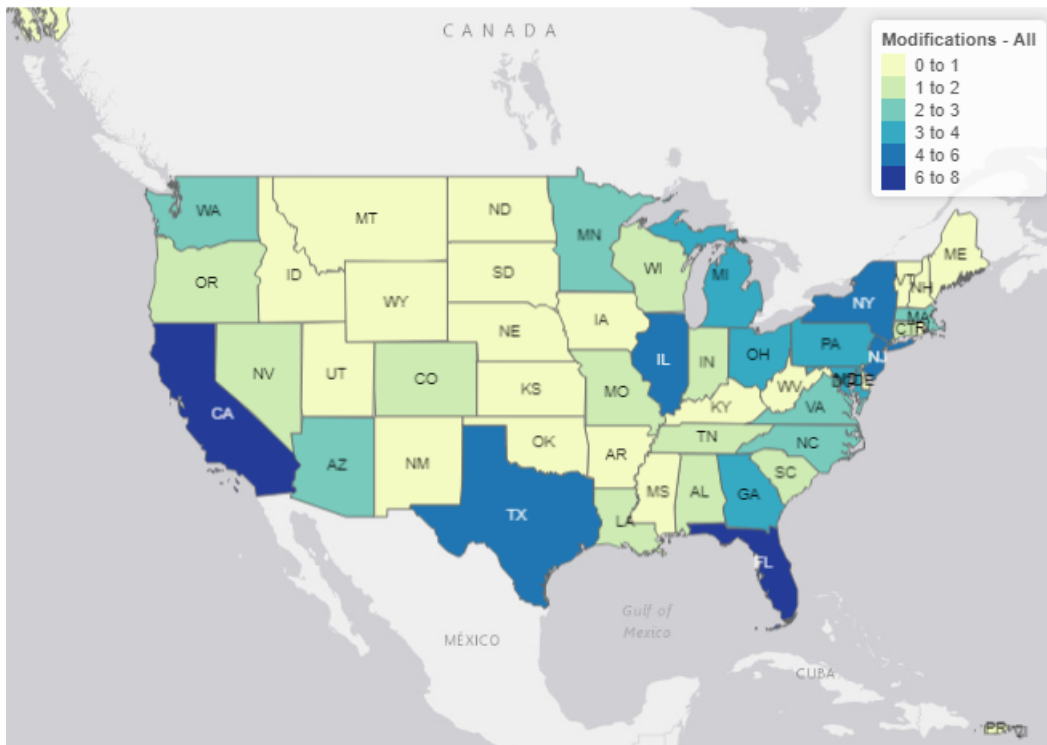 CANADA
Modifications - All
0 to 1
1 to 2
2 to 3
3 to 4
4 to 6
6 to 8
WA
MT
ND
MN
OR
ID
SD
WI
MI
ME
VT
NH
WY
IA
NE
NY
MA
CT
RI
NV
UT
CO
KS
MO
IL
IN
OH
PA
NJ
CA
WV
VA
KY
AZ
NM
OK
AR
TN
NC
SC
MS
AL
GA
TX
LA
FL
Gulf of
Mexico
MÉXICO
CUBA
PR